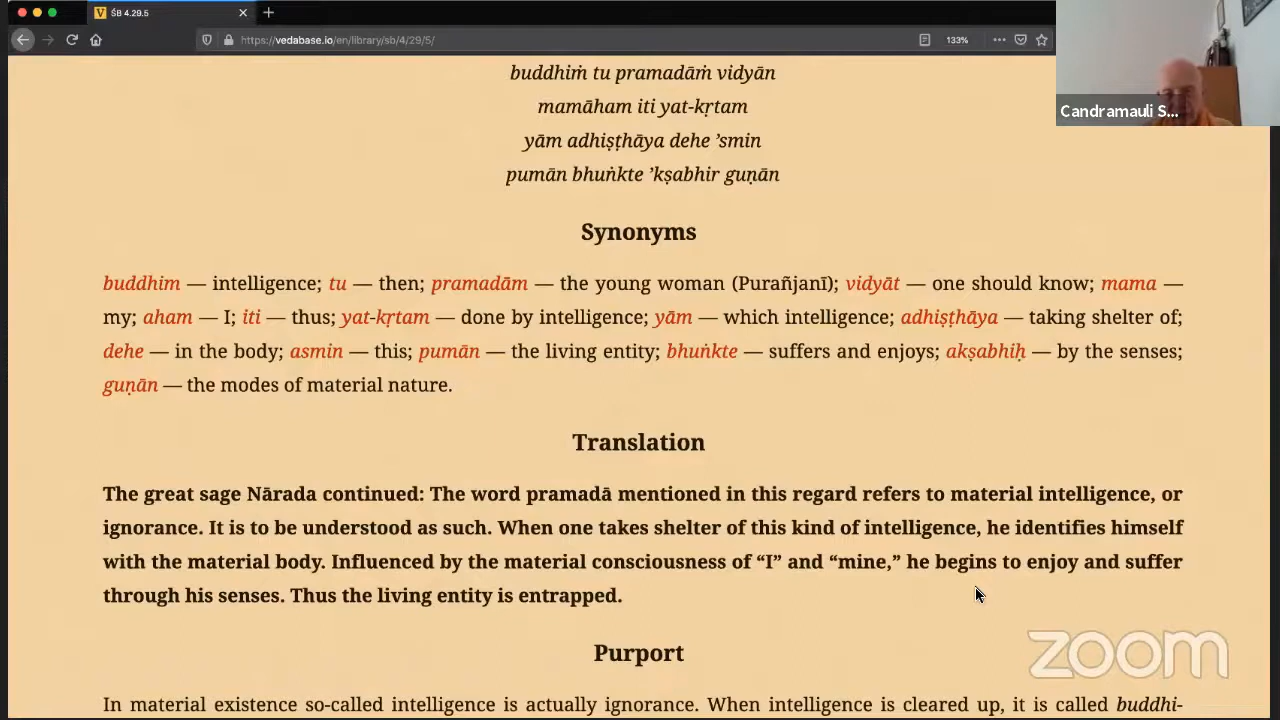 ŚB 4.29.5
https://vedabase.io/en/library/sb/4/29/5/
133%
Candramauli S...
buddhiṁ tu pramadāṁ vidyān
mamāham iti yat-kṛtam
yām adhiṣṭhāya dehe ’smin
pumān bhuṅkte ’kṣabhir guṇān
Synonyms
buddhim — intelligence; tu — then; pramadām — the young woman (Purañjanī); vidyāt — one should know; mama —
my; aham — I; iti — thus; yat-kṛtam — done by intelligence; yām — which intelligence; adhiṣṭhāya — taking shelter of;
dehe — in the body; asmin — this; pumān — the living entity; bhuṅkte — suffers and enjoys; akṣabhiḥ — by the senses;
guṇān — the modes of material nature.
Translation
The great sage Nārada continued: The word pramadā mentioned in this regard refers to material intelligence, or
ignorance. It is to be understood as such. When one takes shelter of this kind of intelligence, he identifies himself
with the material body. Influenced by the material consciousness of “I” and “mine,” he begins to enjoy and suffer
through his senses. Thus the living entity is entrapped.
Purport
In material existence so-called intelligence is actually ignorance. When intelligence is cleared up, it is called buddhi-
zoom